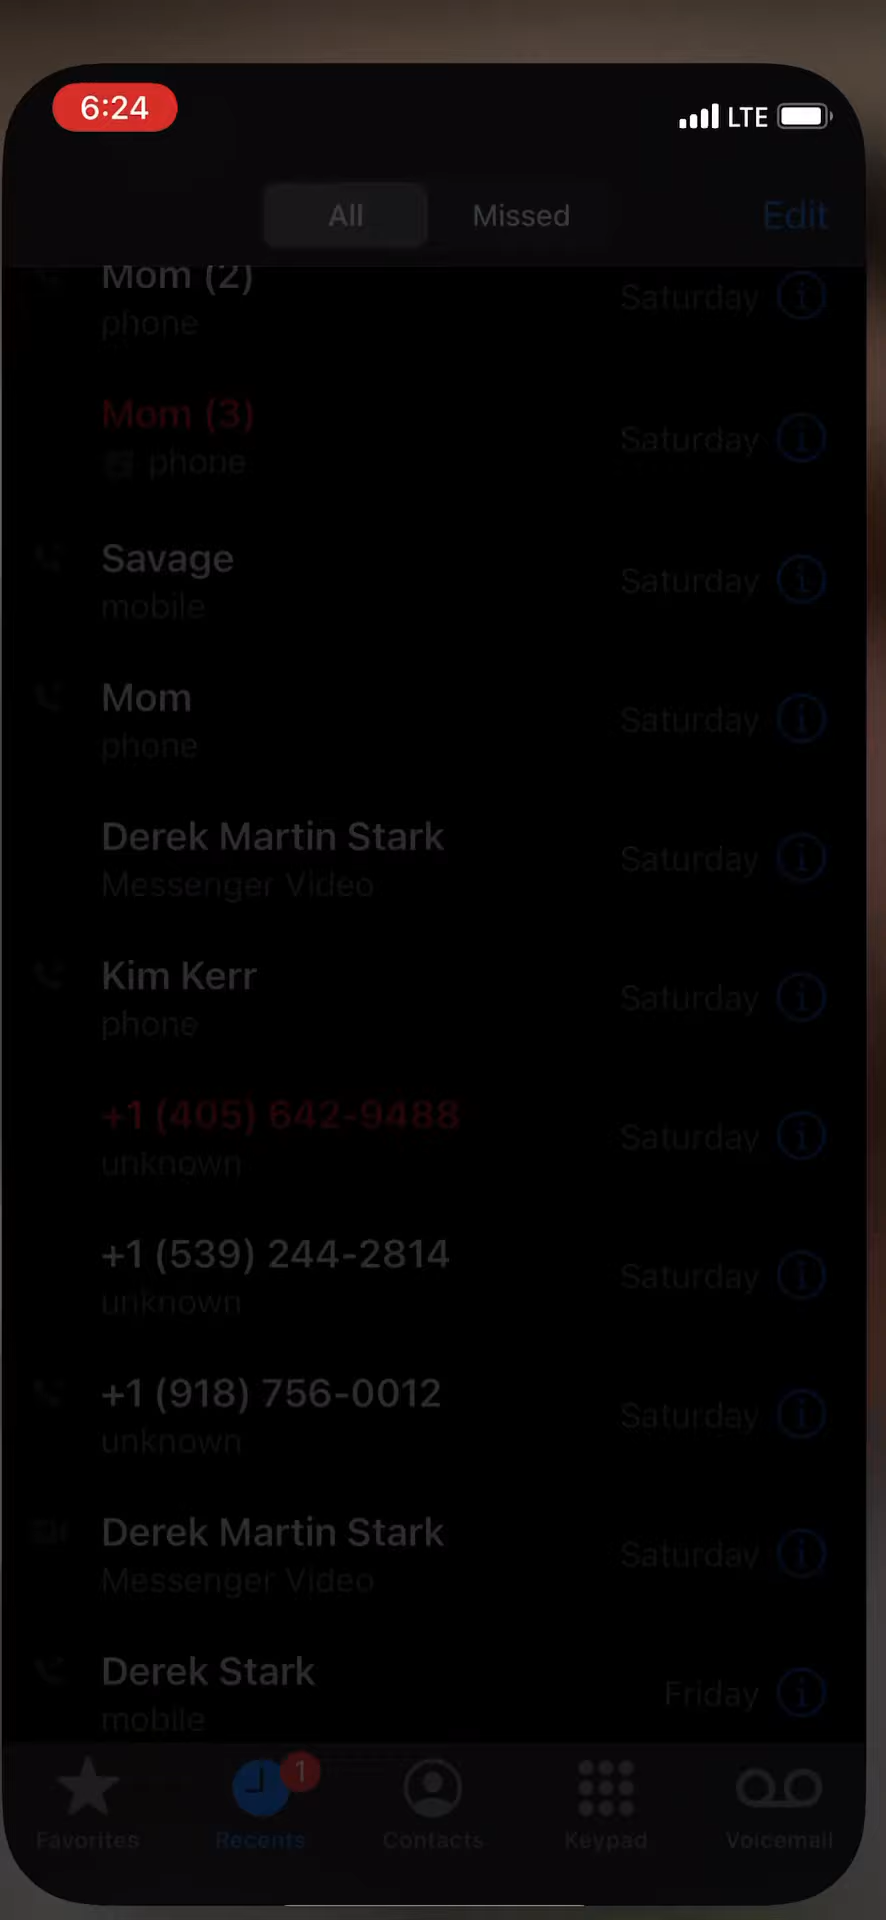 6:24
LTE
All
Missed
Edit
Mom (2)
Saturday
phone
Mom (3)
Saturday
phone
Savage
Saturday
mobile
Mom
Saturday
phone
Derek Martin Stark
Saturday
Messenger Video
Kim Kerr
Saturday
phone
+1 (405) 642-9488
Saturday
unknown
+1 (539) 244-2814
Saturday
unknown
+1 (918) 756-0012
Saturday
unknown
Derek Martin Stark
Saturday
Messenger Video
Derek Stark
Friday
mobile
1
Favorites
Recents
Contacts
Keypad
Voicemail